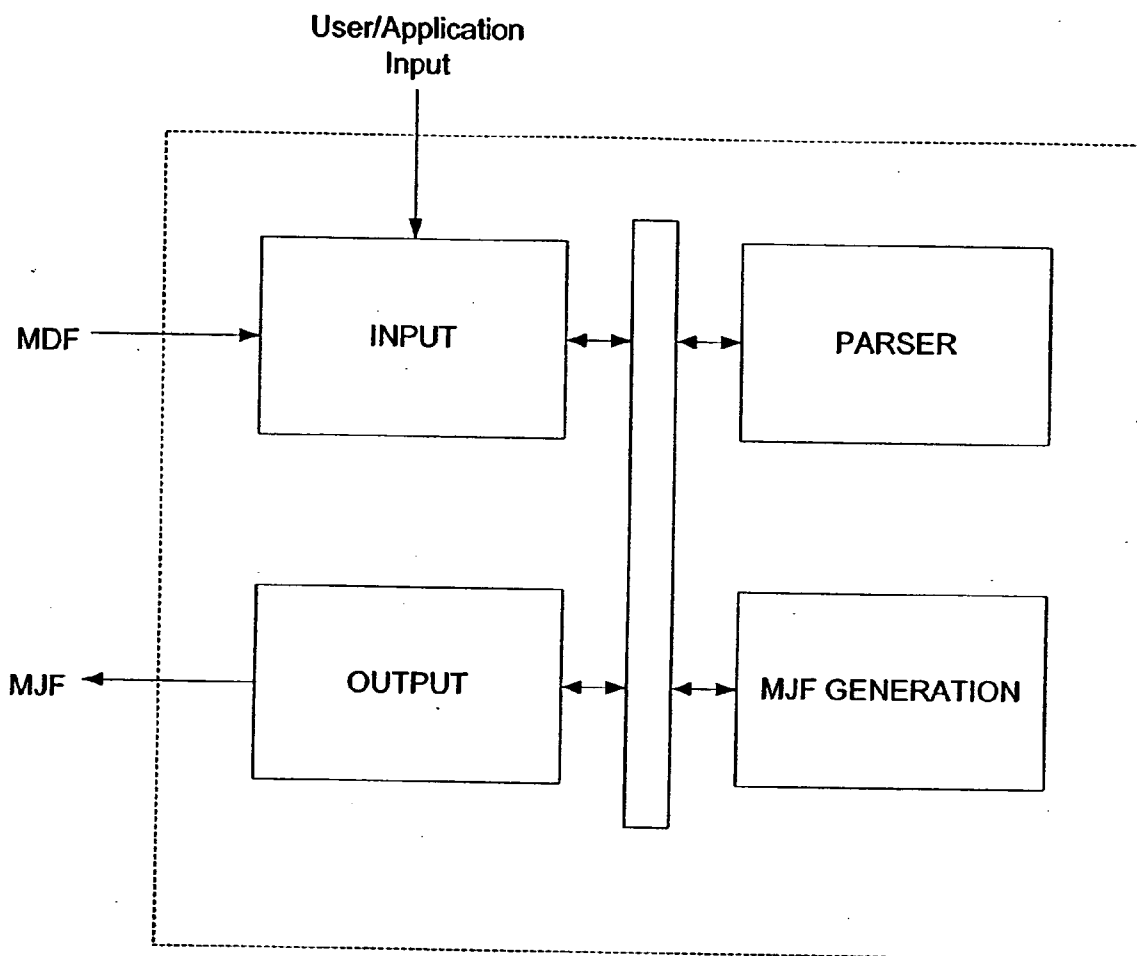 User/Application
Input
MDF
INPUT
PARSER
MJF
OUTPUT
MJF GENERATION